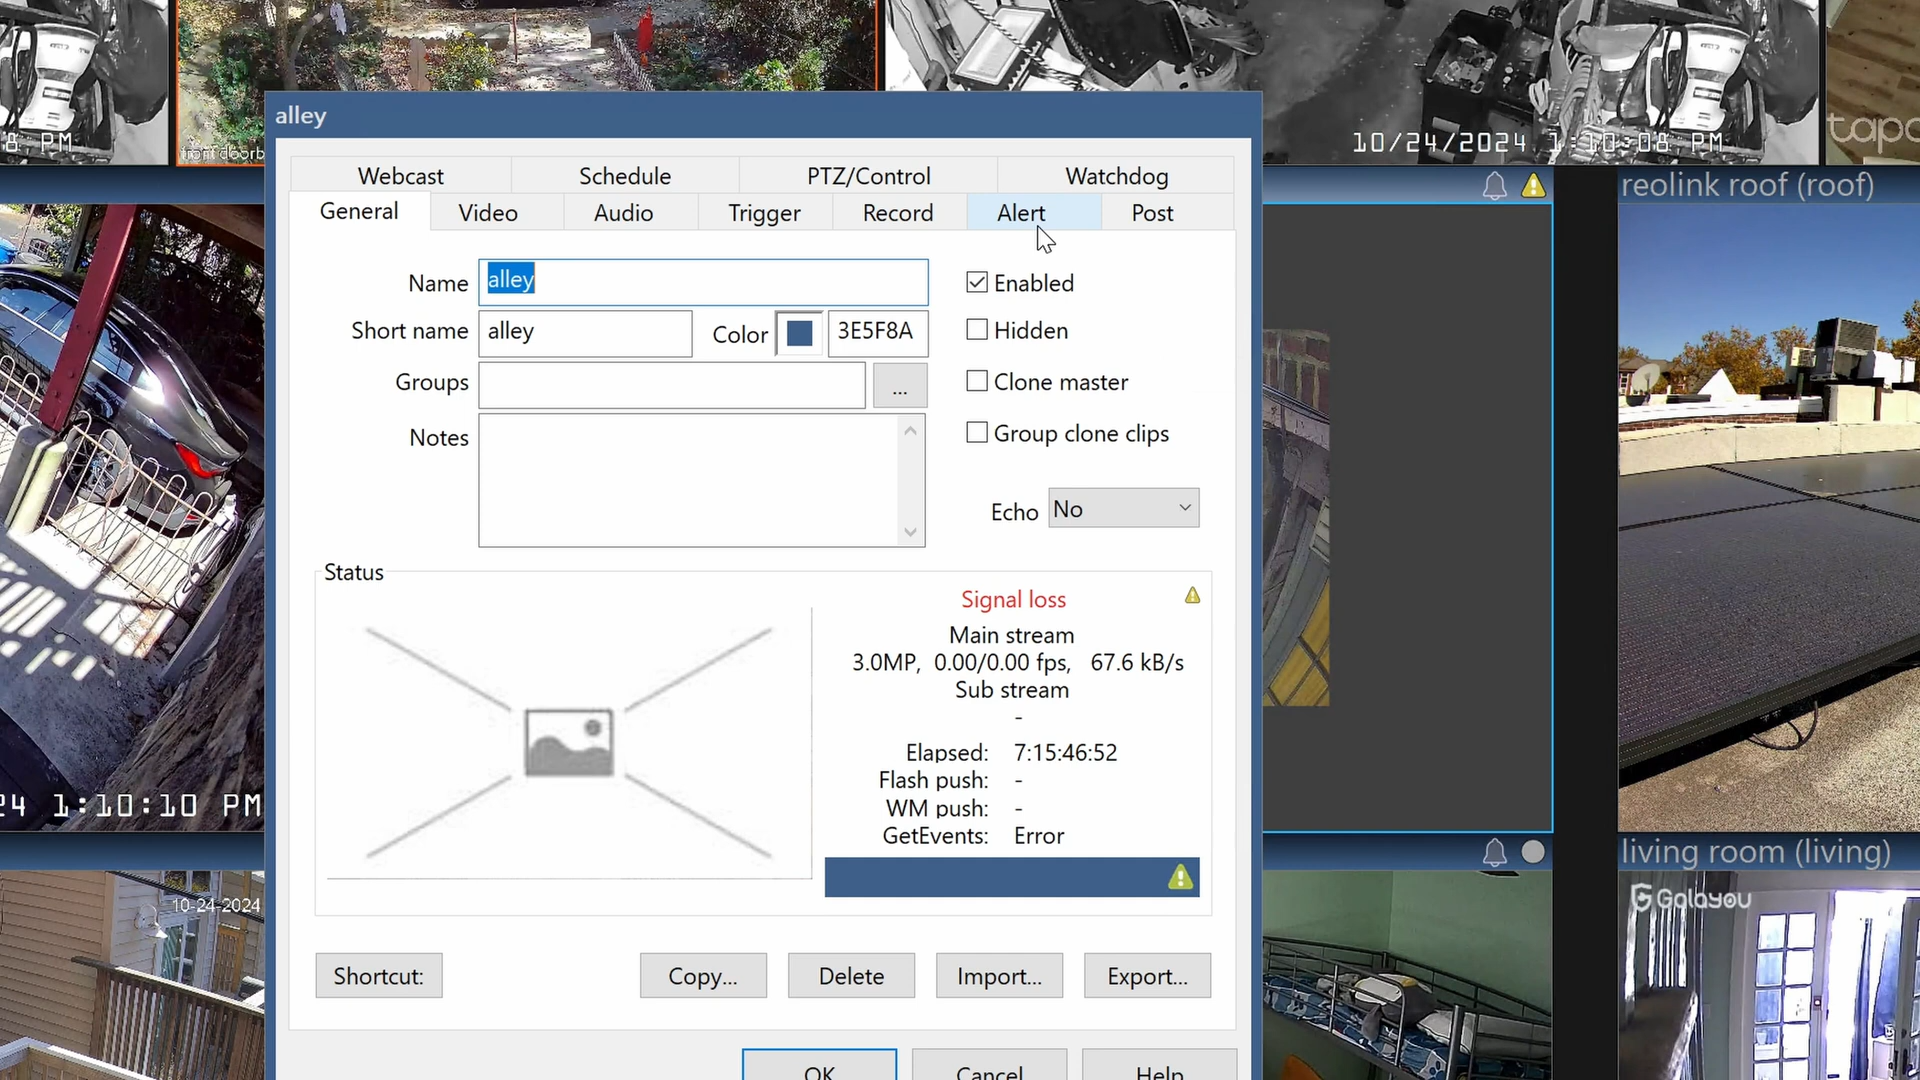 8 PM
front doorb
10/24/2024 1:10:08 PM
tapo
alley
reolink roof (roof)
Webcast Schedule PTZ/Control Watchdog
General Video Audio Trigger Record Alert Post
Name alley Enabled
Short name alley Color 3E5F8A Hidden
Groups ... Clone master
Notes Group clone clips
Echo No
Status
Signal loss
Main stream
3.0MP, 0.00/0.00 fps, 67.6 kB/s
Sub stream
-
Elapsed: 7:15:46:52
Flash push: -
WM push: -
GetEvents: Error
24 1:10:10 PM
living room (living)
10-24-2024
Galayou
Shortcut: Copy... Delete Import... Export...
OK Cancel Help